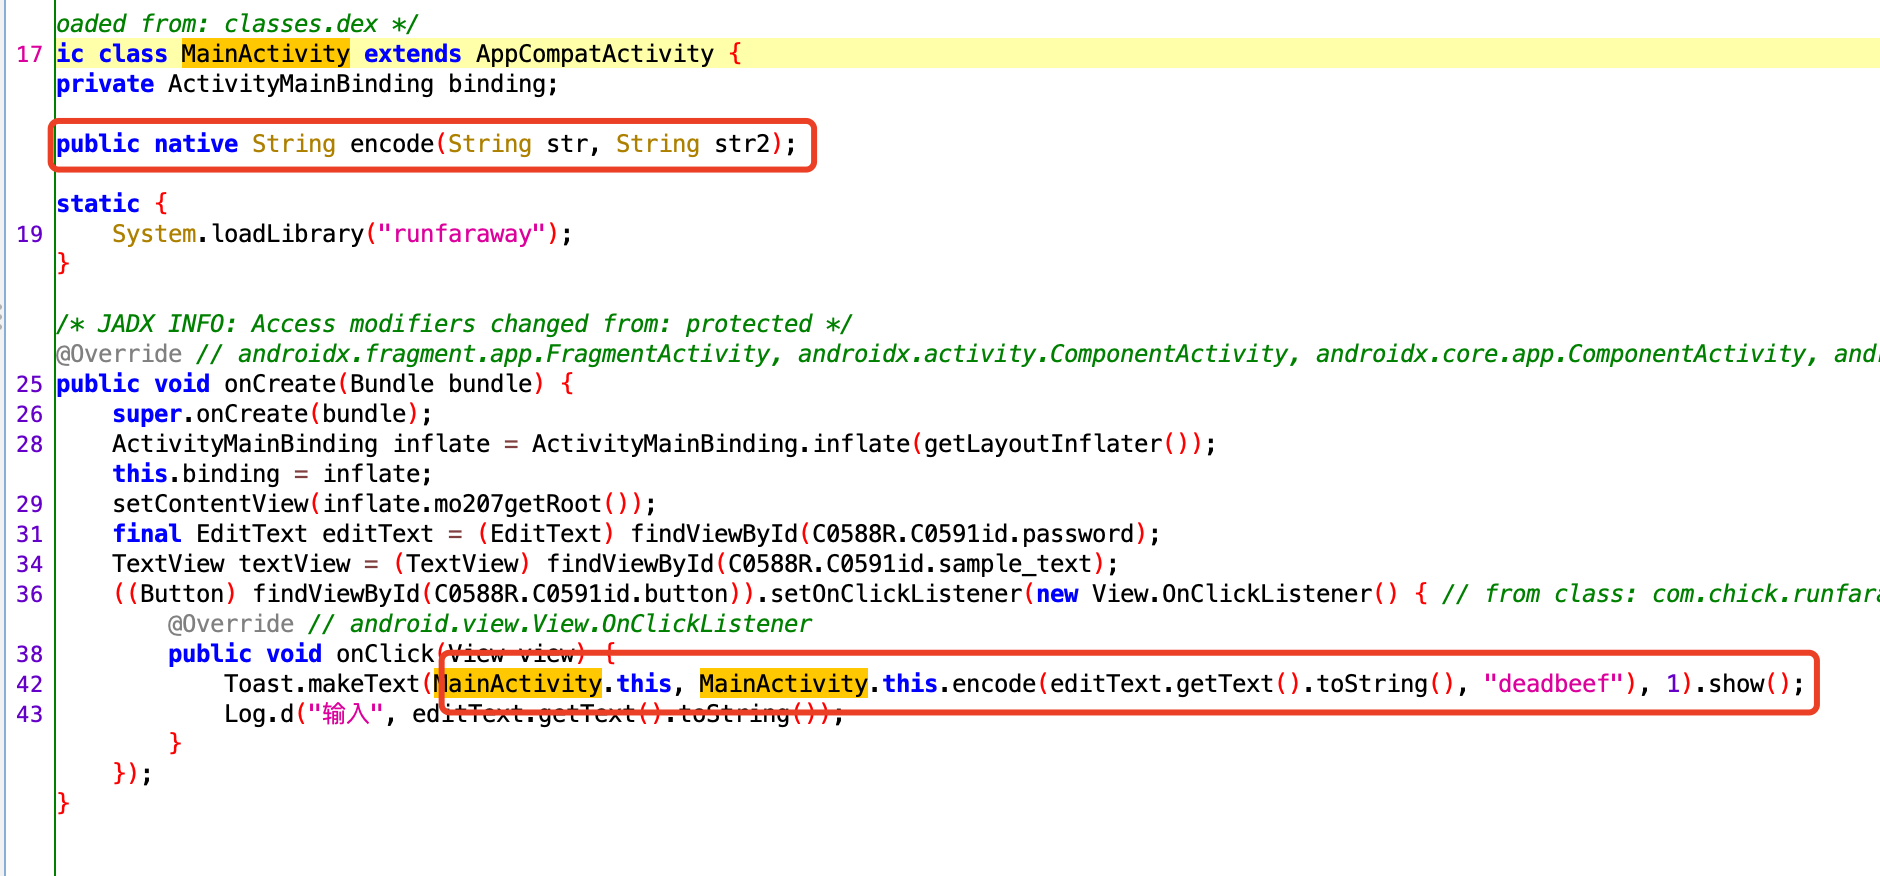 oaded from: classes.dex */
17 ic class MainActivity extends AppCompatActivity {
private ActivityMainBinding binding;
public native String encode(String str, String str2);
static {
19 System.loadLibrary("runfaraway");
}
/* JADX INFO: Access modifiers changed from: protected */
@Override // androidx.fragment.app.FragmentActivity, androidx.activity.ComponentActivity, androidx.core.app.ComponentActivity, and
25 public void onCreate(Bundle bundle) {
26 super.onCreate(bundle);
28 ActivityMainBinding inflate = ActivityMainBinding.inflate(getLayoutInflater());
this.binding = inflate;
29 setContentView(inflate.mo207getRoot());
31 final EditText editText = (EditText) findViewById(C0588R.C0591id.password);
34 TextView textView = (TextView) findViewById(C0588R.C0591id.sample_text);
36 ((Button) findViewById(C0588R.C0591id.button)).setOnClickListener(new View.OnClickListener() { // from class: com.chick.runfara
@Override // android.view.View.OnClickListener
38 public void onClick(View view) {
42 Toast.makeText(MainActivity.this, MainActivity.this.encode(editText.getText().toString(), "deadbeef"), 1).show();
43 Log.d("输入", editText.getText().toString());
}
});
}